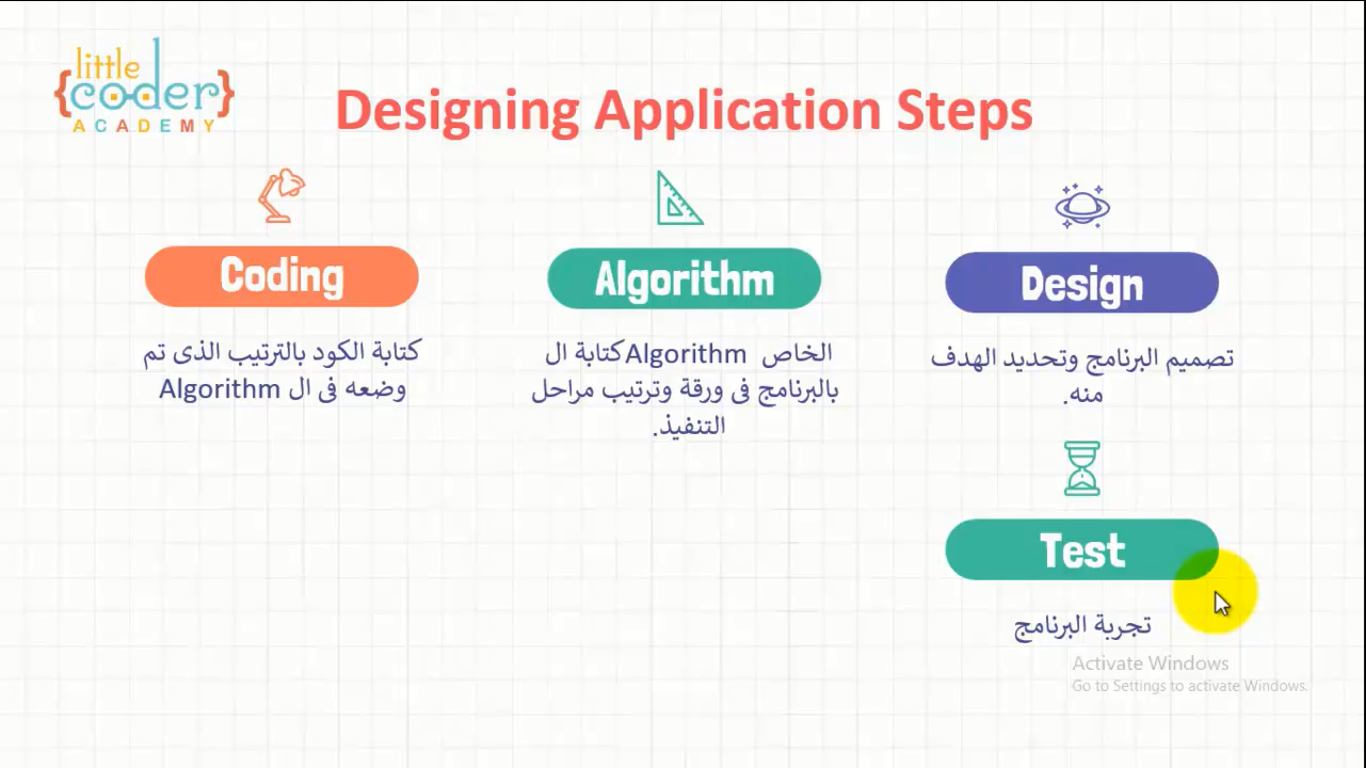 little
{coder}
ACADEMY
Designing Application Steps
Design
تصميم البرنامج وتحديد الهدف
منه.
Algorithm
كتابة ال Algorithm الخاص
بالبرنامج فى ورقة وترتيب مراحل
التنفيذ.
Coding
كتابة الكود بالترتيب الذى تم
وضعه فى ال Algorithm
Test
تجربة البرنامج
Activate Windows
Go to Settings to activate Windows.